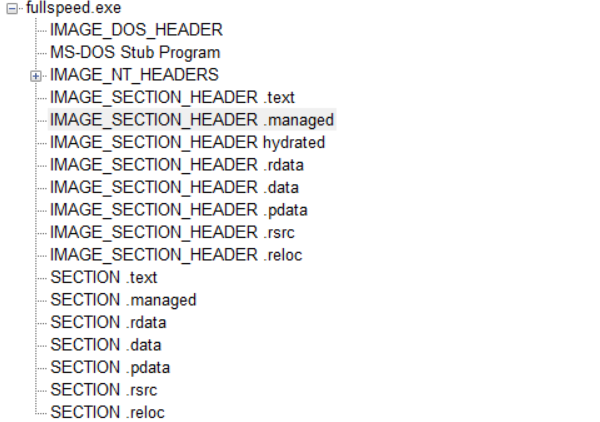 fullspeed.exe
IMAGE_DOS_HEADER
MS-DOS Stub Program
IMAGE_NT_HEADERS
IMAGE_SECTION_HEADER .text
IMAGE_SECTION_HEADER .managed
IMAGE_SECTION_HEADER hydrated
IMAGE_SECTION_HEADER .rdata
IMAGE_SECTION_HEADER .data
IMAGE_SECTION_HEADER .pdata
IMAGE_SECTION_HEADER .rsrc
IMAGE_SECTION_HEADER .reloc
SECTION .text
SECTION .managed
SECTION .rdata
SECTION .data
SECTION .pdata
SECTION .rsrc
SECTION .reloc